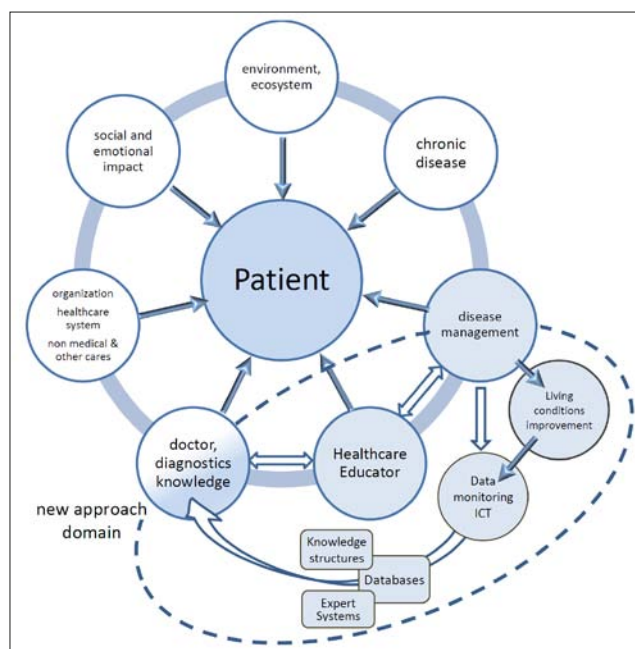 environment,
ecosystem
social and
emotional
impact
chronic
disease
Patient
organization
healthcare
system
non medical &
other cares
disease
management
Living
conditions
improvement
doctor,
diagnostics
knowledge
Healthcare
Educator
Data
monitoring
ICT
new approach
domain
Knowledge
structures
Databases
Expert
Systems